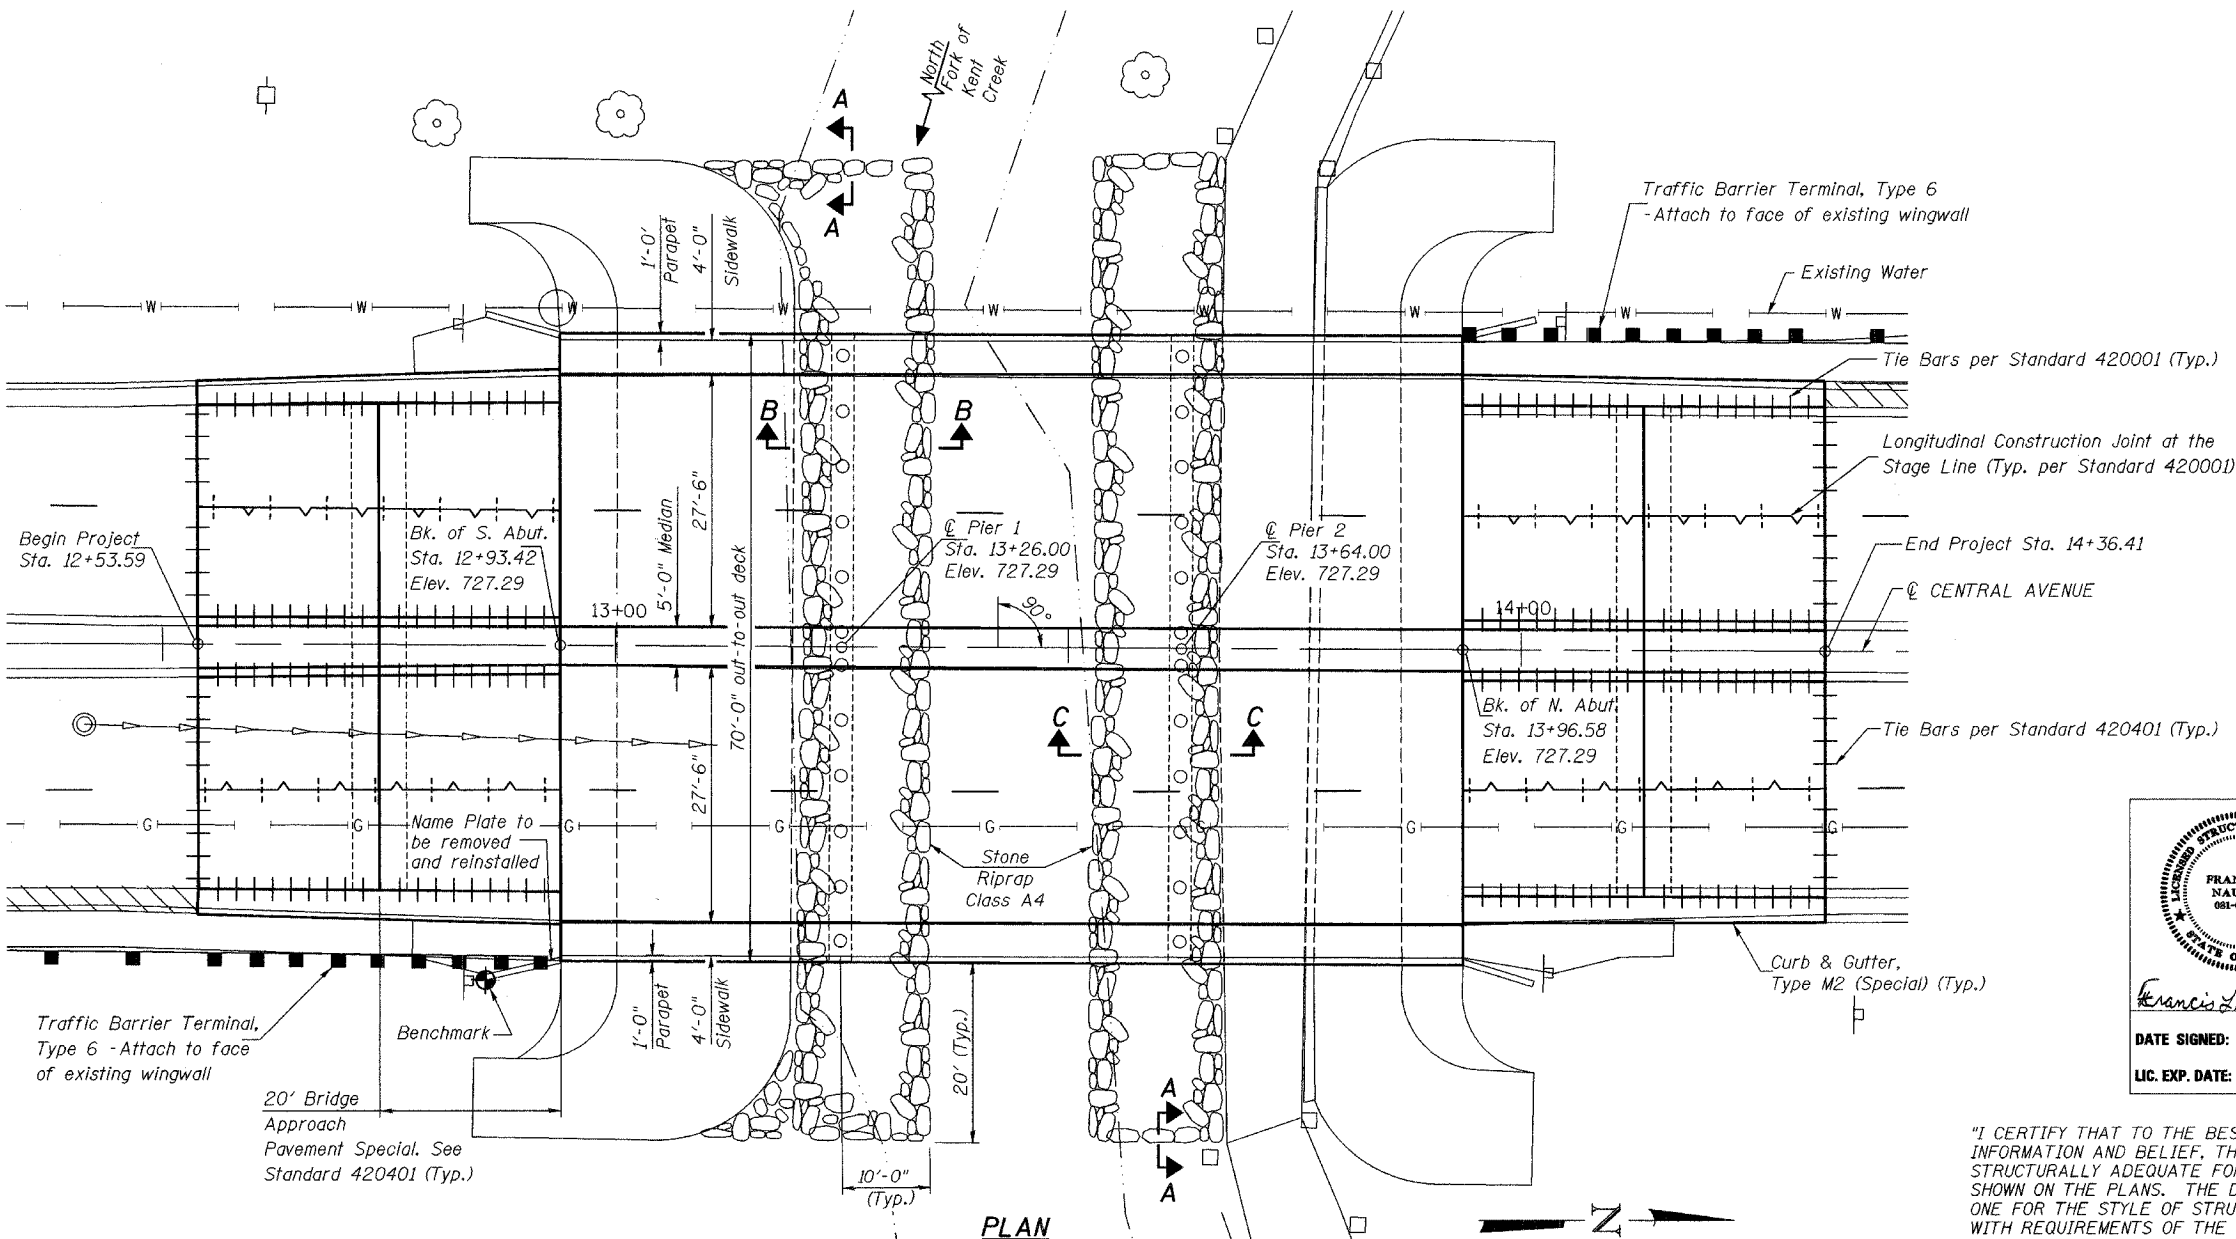 North
Fork of
Kent
Creek
A
A
1'-0'
Parapet
4'-0"
Sidewalk
Traffic Barrier Terminal, Type 6
-Attach to face of existing wingwall
Existing Water
W
W
W
W
W
W
W
W
W
Tie Bars per Standard 420001 (Typ.)
B
B
Longitudinal Construction Joint at the
Stage Line (Typ. per Standard 420001)
27'-6"
5'-0" Median
70'-0" out-to-out deck
Begin Project
Sta. 12+53.59
Bk. of S. Abut.
Sta. 12+93.42
Elev. 727.29
℄ Pier 1
Sta. 13+26.00
Elev. 727.29
℄ Pier 2
Sta. 13+64.00
Elev. 727.29
End Project Sta. 14+36.41
℄ CENTRAL AVENUE
13+00
90°
14+00
C
C
Bk. of N. Abut.
Sta. 13+96.58
Elev. 727.29
Tie Bars per Standard 420401 (Typ.)
27'-6"
G
G
G
G
G
G
G
G
Name Plate to
be removed
and reinstalled
Stone
Riprap
Class A4
LICENSED STRUCT
FRAN
NAU
081-
STATE O
Francis
DATE SIGNED:
LIC. EXP. DATE:
Curb & Gutter,
Type M2 (Special) (Typ.)
1'-0"
Parapet
4'-0"
Sidewalk
20' (Typ.)
Traffic Barrier Terminal,
Type 6 -Attach to face
of existing wingwall
Benchmark
20' Bridge
Approach
Pavement Special. See
Standard 420401 (Typ.)
10'-0"
(Typ.)
A
A
PLAN
N
"I CERTIFY THAT TO THE BES
INFORMATION AND BELIEF, TH
STRUCTURALLY ADEQUATE FO
SHOWN ON THE PLANS. THE D
ONE FOR THE STYLE OF STRU
WITH REQUIREMENTS OF THE